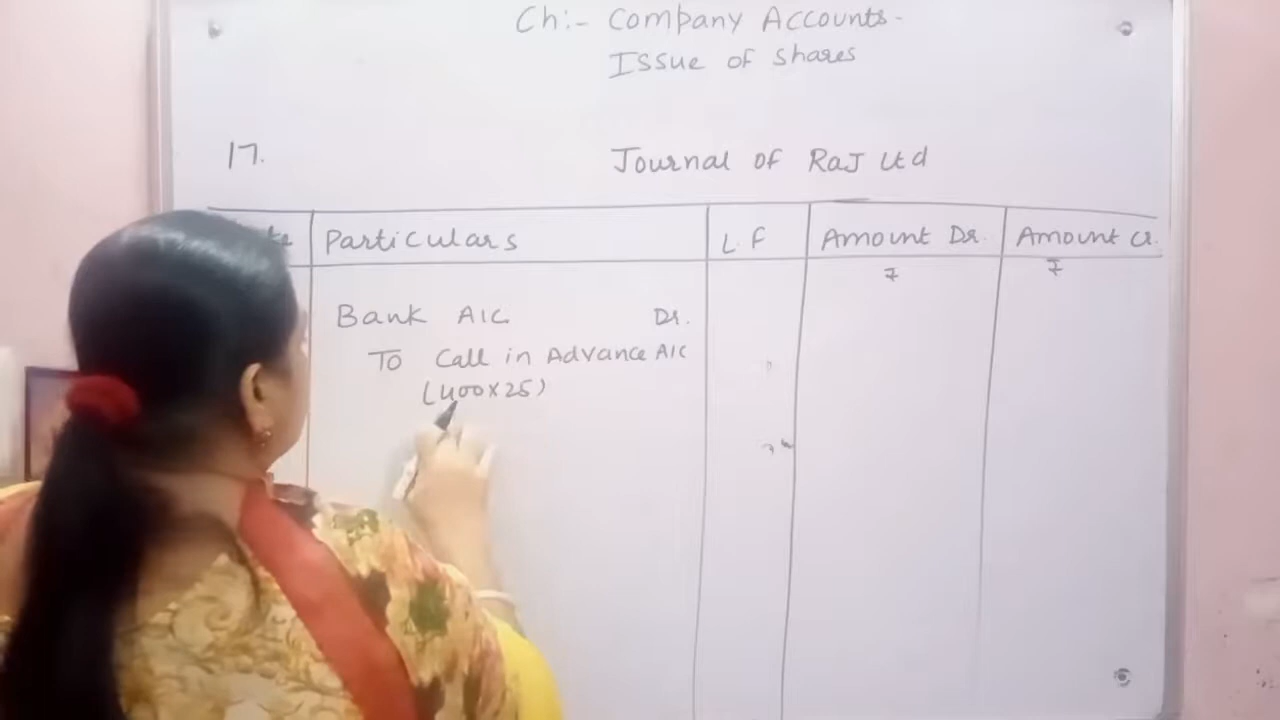 Ch:- Company Accounts-
Issue of Shares
17.
Journal of Raj Ltd
Particulars L.F Amount Dr. Amount Cr.
₹ ₹
Bank A/C Dr.
To Call in Advance A/C
(400x25)